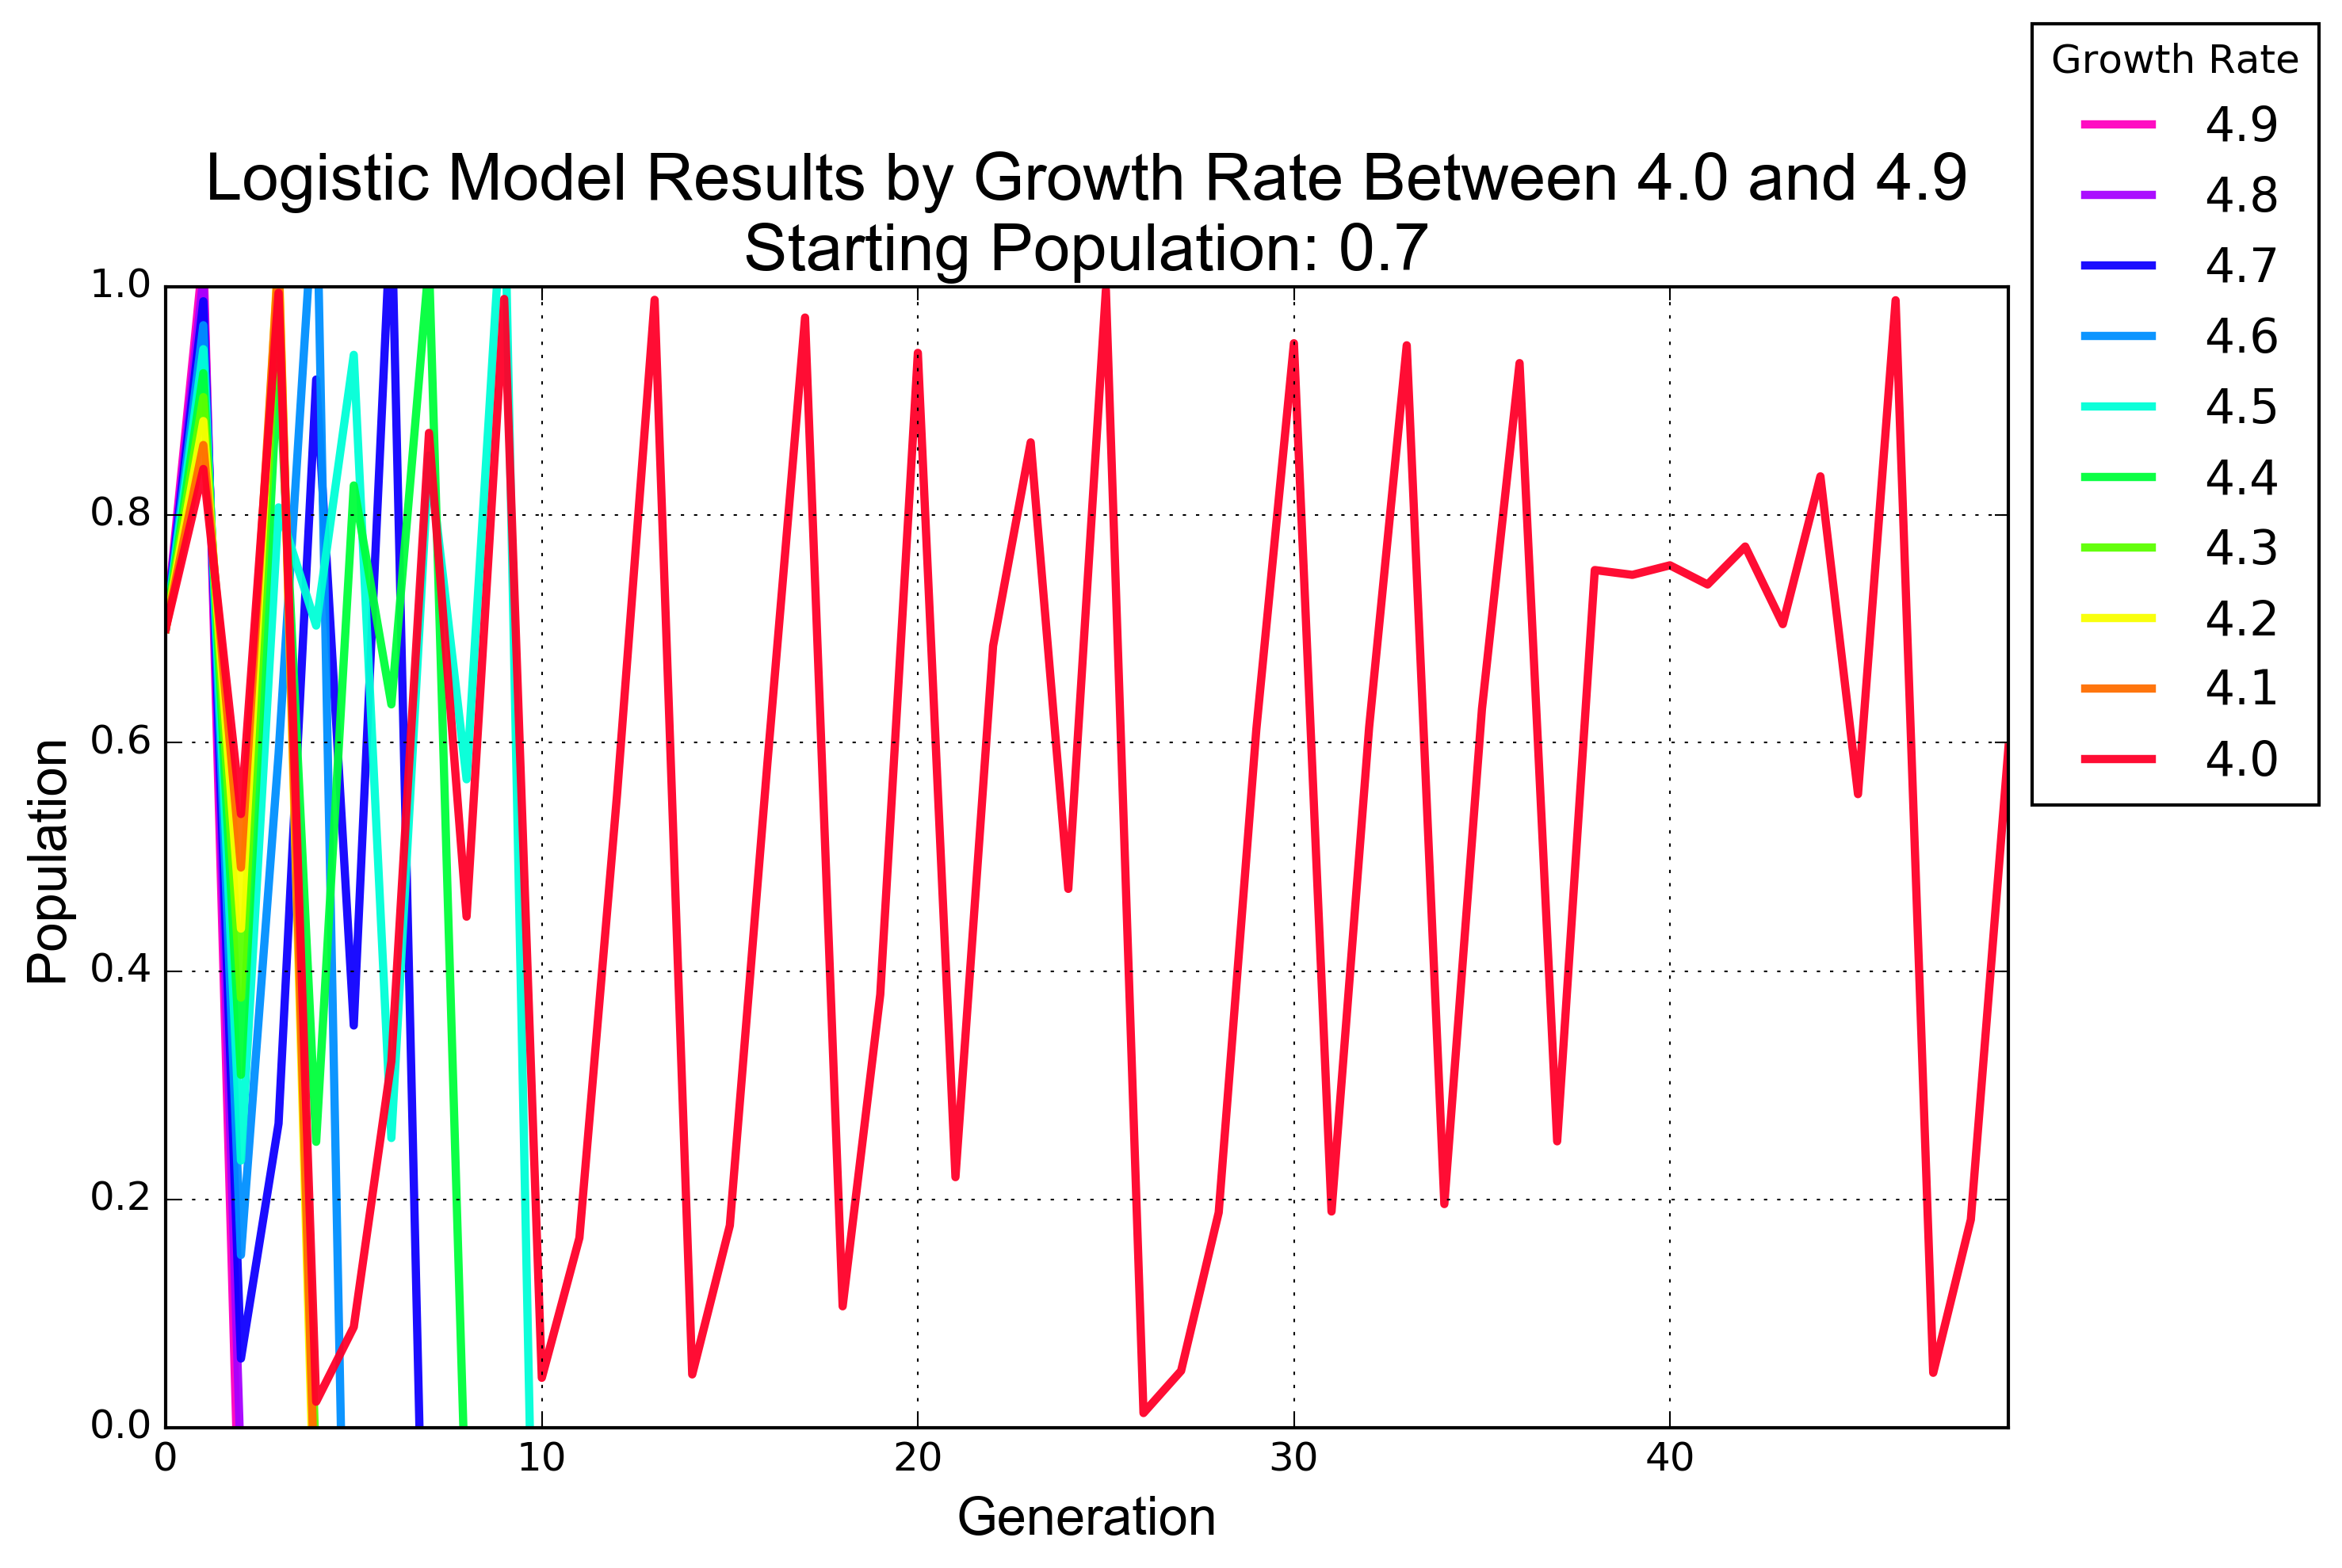 Logistic Model Results by Growth Rate Between 4.0 and 4.9
Starting Population: 0.7
Growth Rate
4.9
4.8
4.7
4.6
4.5
4.4
4.3
4.2
4.1
4.0
Population
1.0
0.8
0.6
0.4
0.2
0.0
0 10 20 30 40
Generation